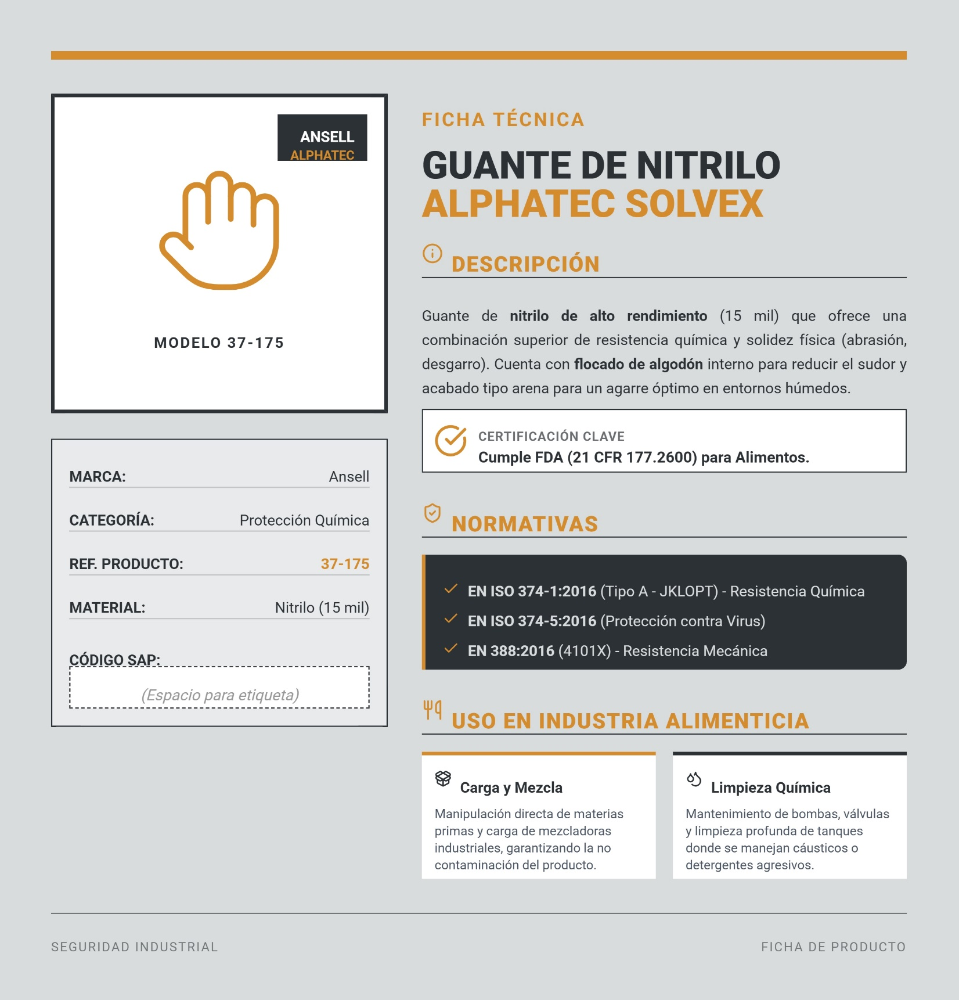 ANSELL
ALPHATEC
MODELO 37-175
MARCA: Ansell
CATEGORÍA: Protección Química
REF. PRODUCTO: 37-175
MATERIAL: Nitrilo (15 mil)
CÓDIGO SAP:
(Espacio para etiqueta)
FICHA TÉCNICA
GUANTE DE NITRILO
ALPHATEC SOLVEX
DESCRIPCIÓN
Guante de nitrilo de alto rendimiento (15 mil) que ofrece una
combinación superior de resistencia química y solidez física (abrasión,
desgarro). Cuenta con flocado de algodón interno para reducir el sudor y
acabado tipo arena para un agarre óptimo en entornos húmedos.
CERTIFICACIÓN CLAVE
Cumple FDA (21 CFR 177.2600) para Alimentos.
NORMATIVAS
EN ISO 374-1:2016 (Tipo A - JKLOPT) - Resistencia Química
EN ISO 374-5:2016 (Protección contra Virus)
EN 388:2016 (4101X) - Resistencia Mecánica
USO EN INDUSTRIA ALIMENTICIA
Carga y Mezcla
Manipulación directa de materias
primas y carga de mezcladoras
industriales, garantizando la no
contaminación del producto.
Limpieza Química
Mantenimiento de bombas, válvulas
y limpieza profunda de tanques
donde se manejan cáusticos o
detergentes agresivos.
SEGURIDAD INDUSTRIAL
FICHA DE PRODUCTO